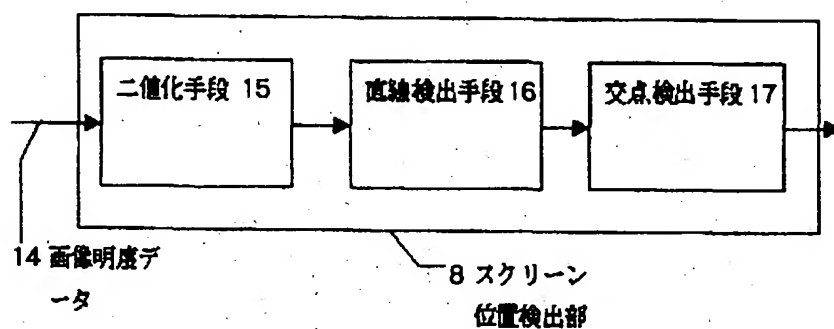 二値化手段 15
直線検出手段 16
交点検出手段 17
14 画像明度デ
ータ
8 スクリーン
位置検出部